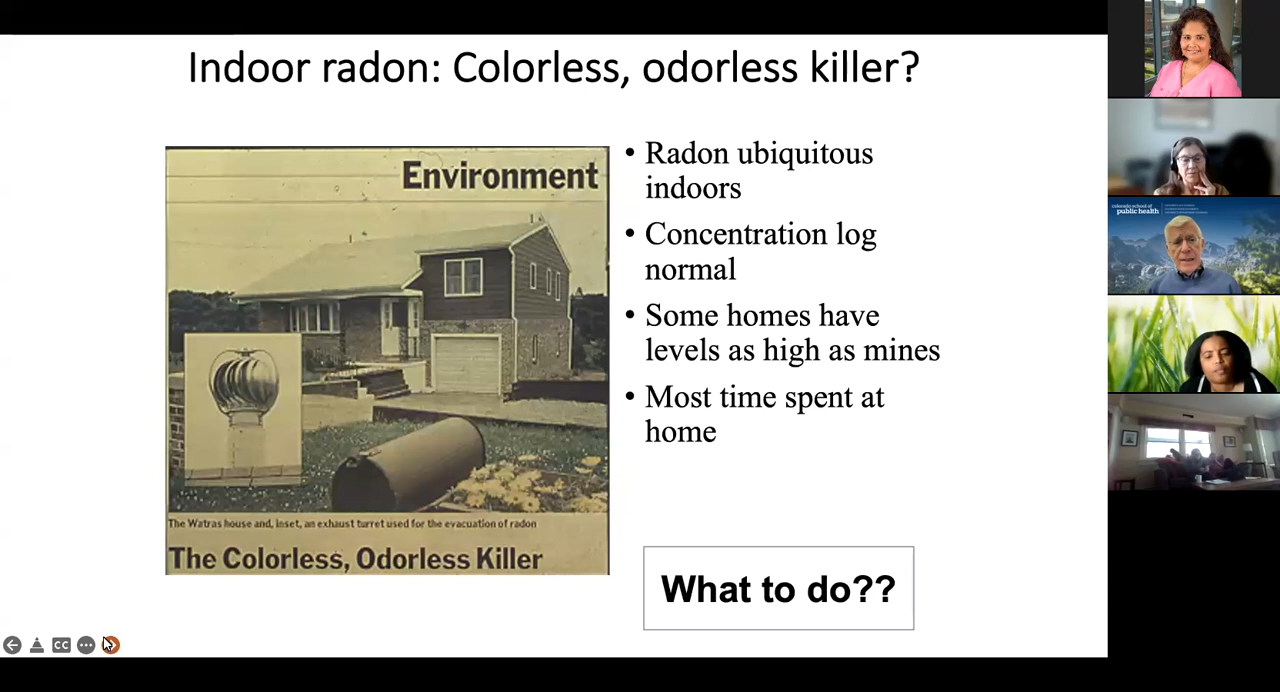 Indoor radon: Colorless, odorless killer?
Environment
The Watras house and, inset, an exhaust turret used for the evacuation of radon
The Colorless, Odorless Killer
• Radon ubiquitous
indoors
• Concentration log
normal
• Some homes have
levels as high as mines
• Most time spent at
home
What to do??
CC
colorado school of
public health